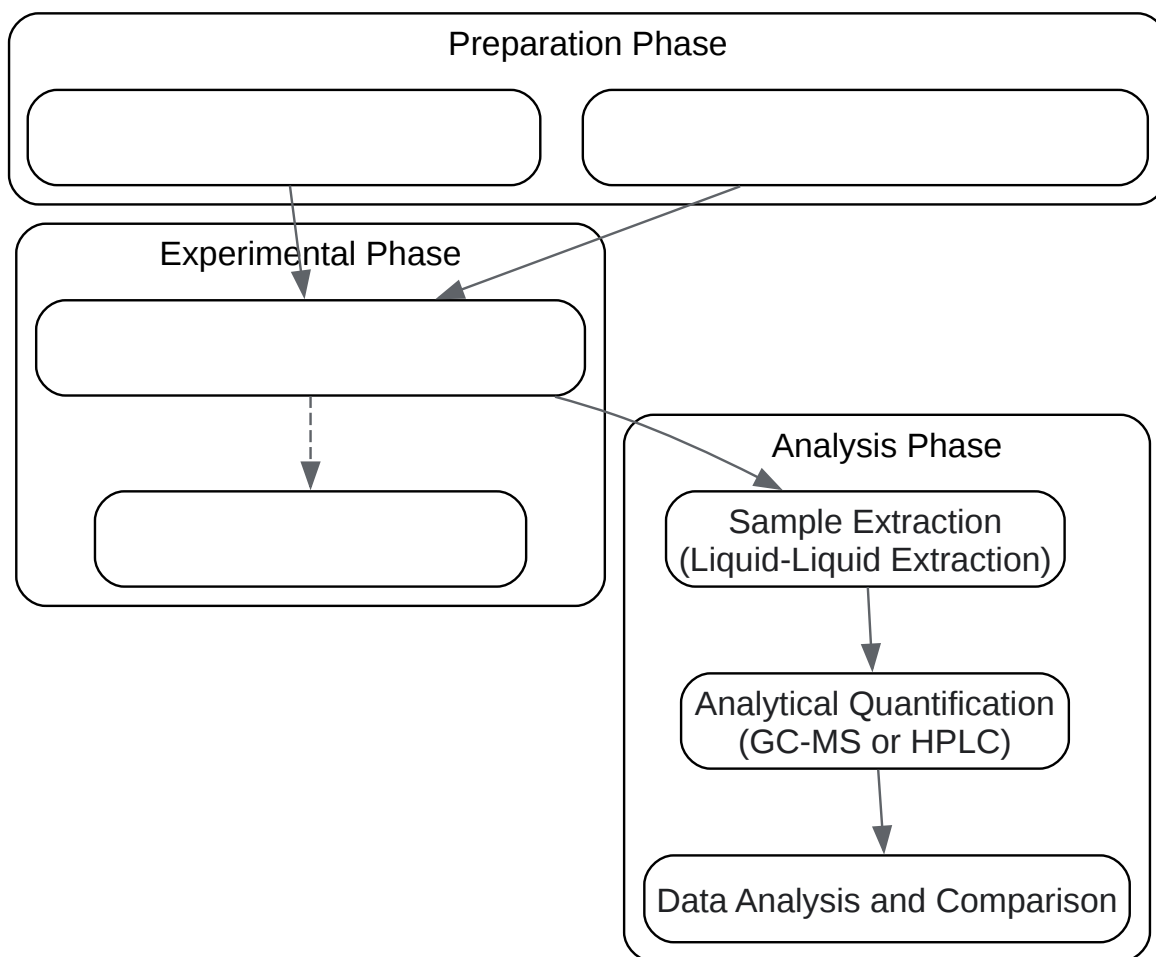 Preparation Phase
Experimental Phase
Analysis Phase
Sample Extraction
(Liquid-Liquid Extraction)
Analytical Quantification
(GC-MS or HPLC)
Data Analysis and Comparison